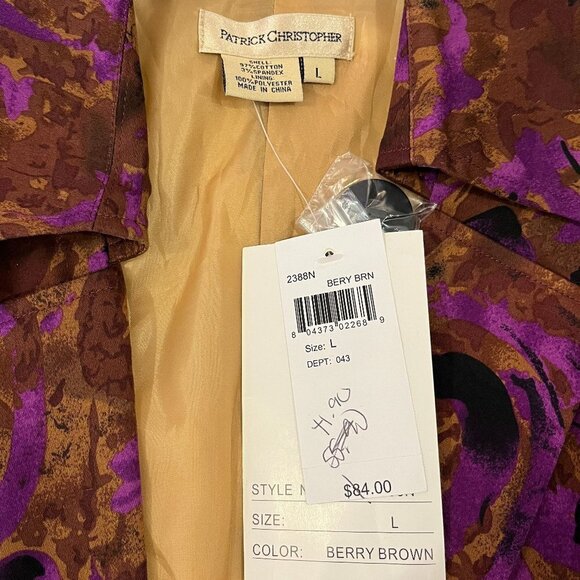 PATRICK CHRISTOPHER
SHELL:
97%COTTON
3%SPANDEX
LINING:
100%POLYESTER
MADE IN CHINA
L
2388N BERY BRN
8 04373 02268 9
Size: L
DEPT: 043
$84.00
STYLE N
SIZE: L
COLOR: BERRY BROWN